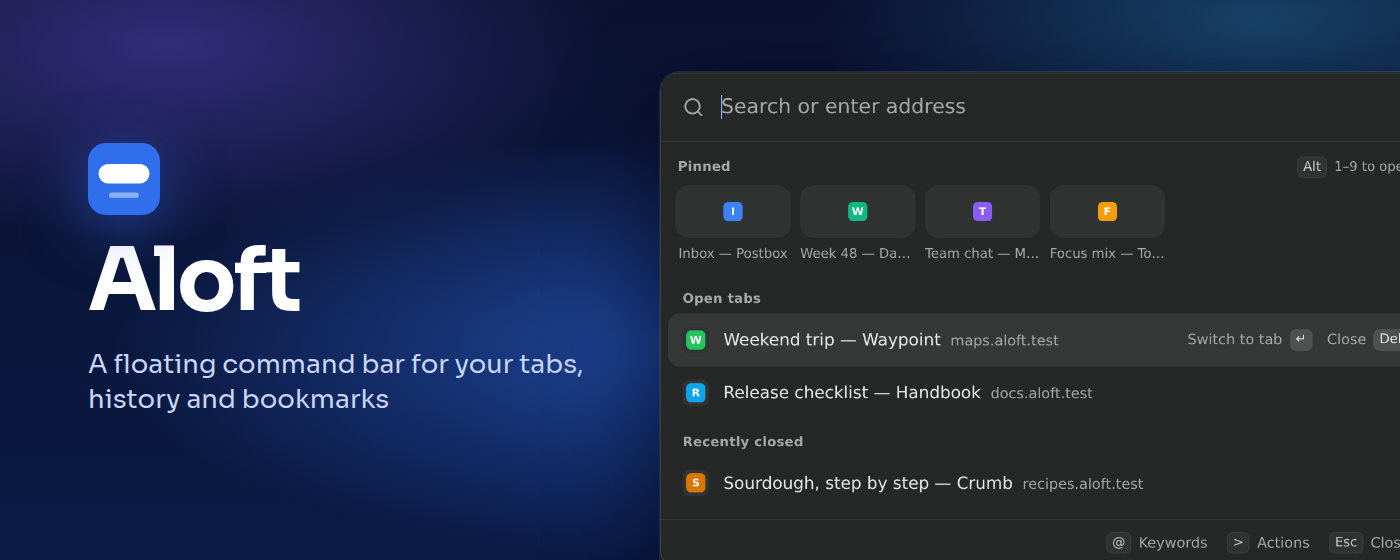 Aloft
A floating command bar for your tabs,
history and bookmarks
Search or enter address
Pinned Alt 1–9 to ope
I W T F
Inbox — Postbox Week 48 — Da... Team chat — M... Focus mix — To...
Open tabs
W Weekend trip — Waypoint maps.aloft.test Switch to tab ↵ Close Del
R Release checklist — Handbook docs.aloft.test
Recently closed
S Sourdough, step by step — Crumb recipes.aloft.test
@ Keywords > Actions Esc Clos